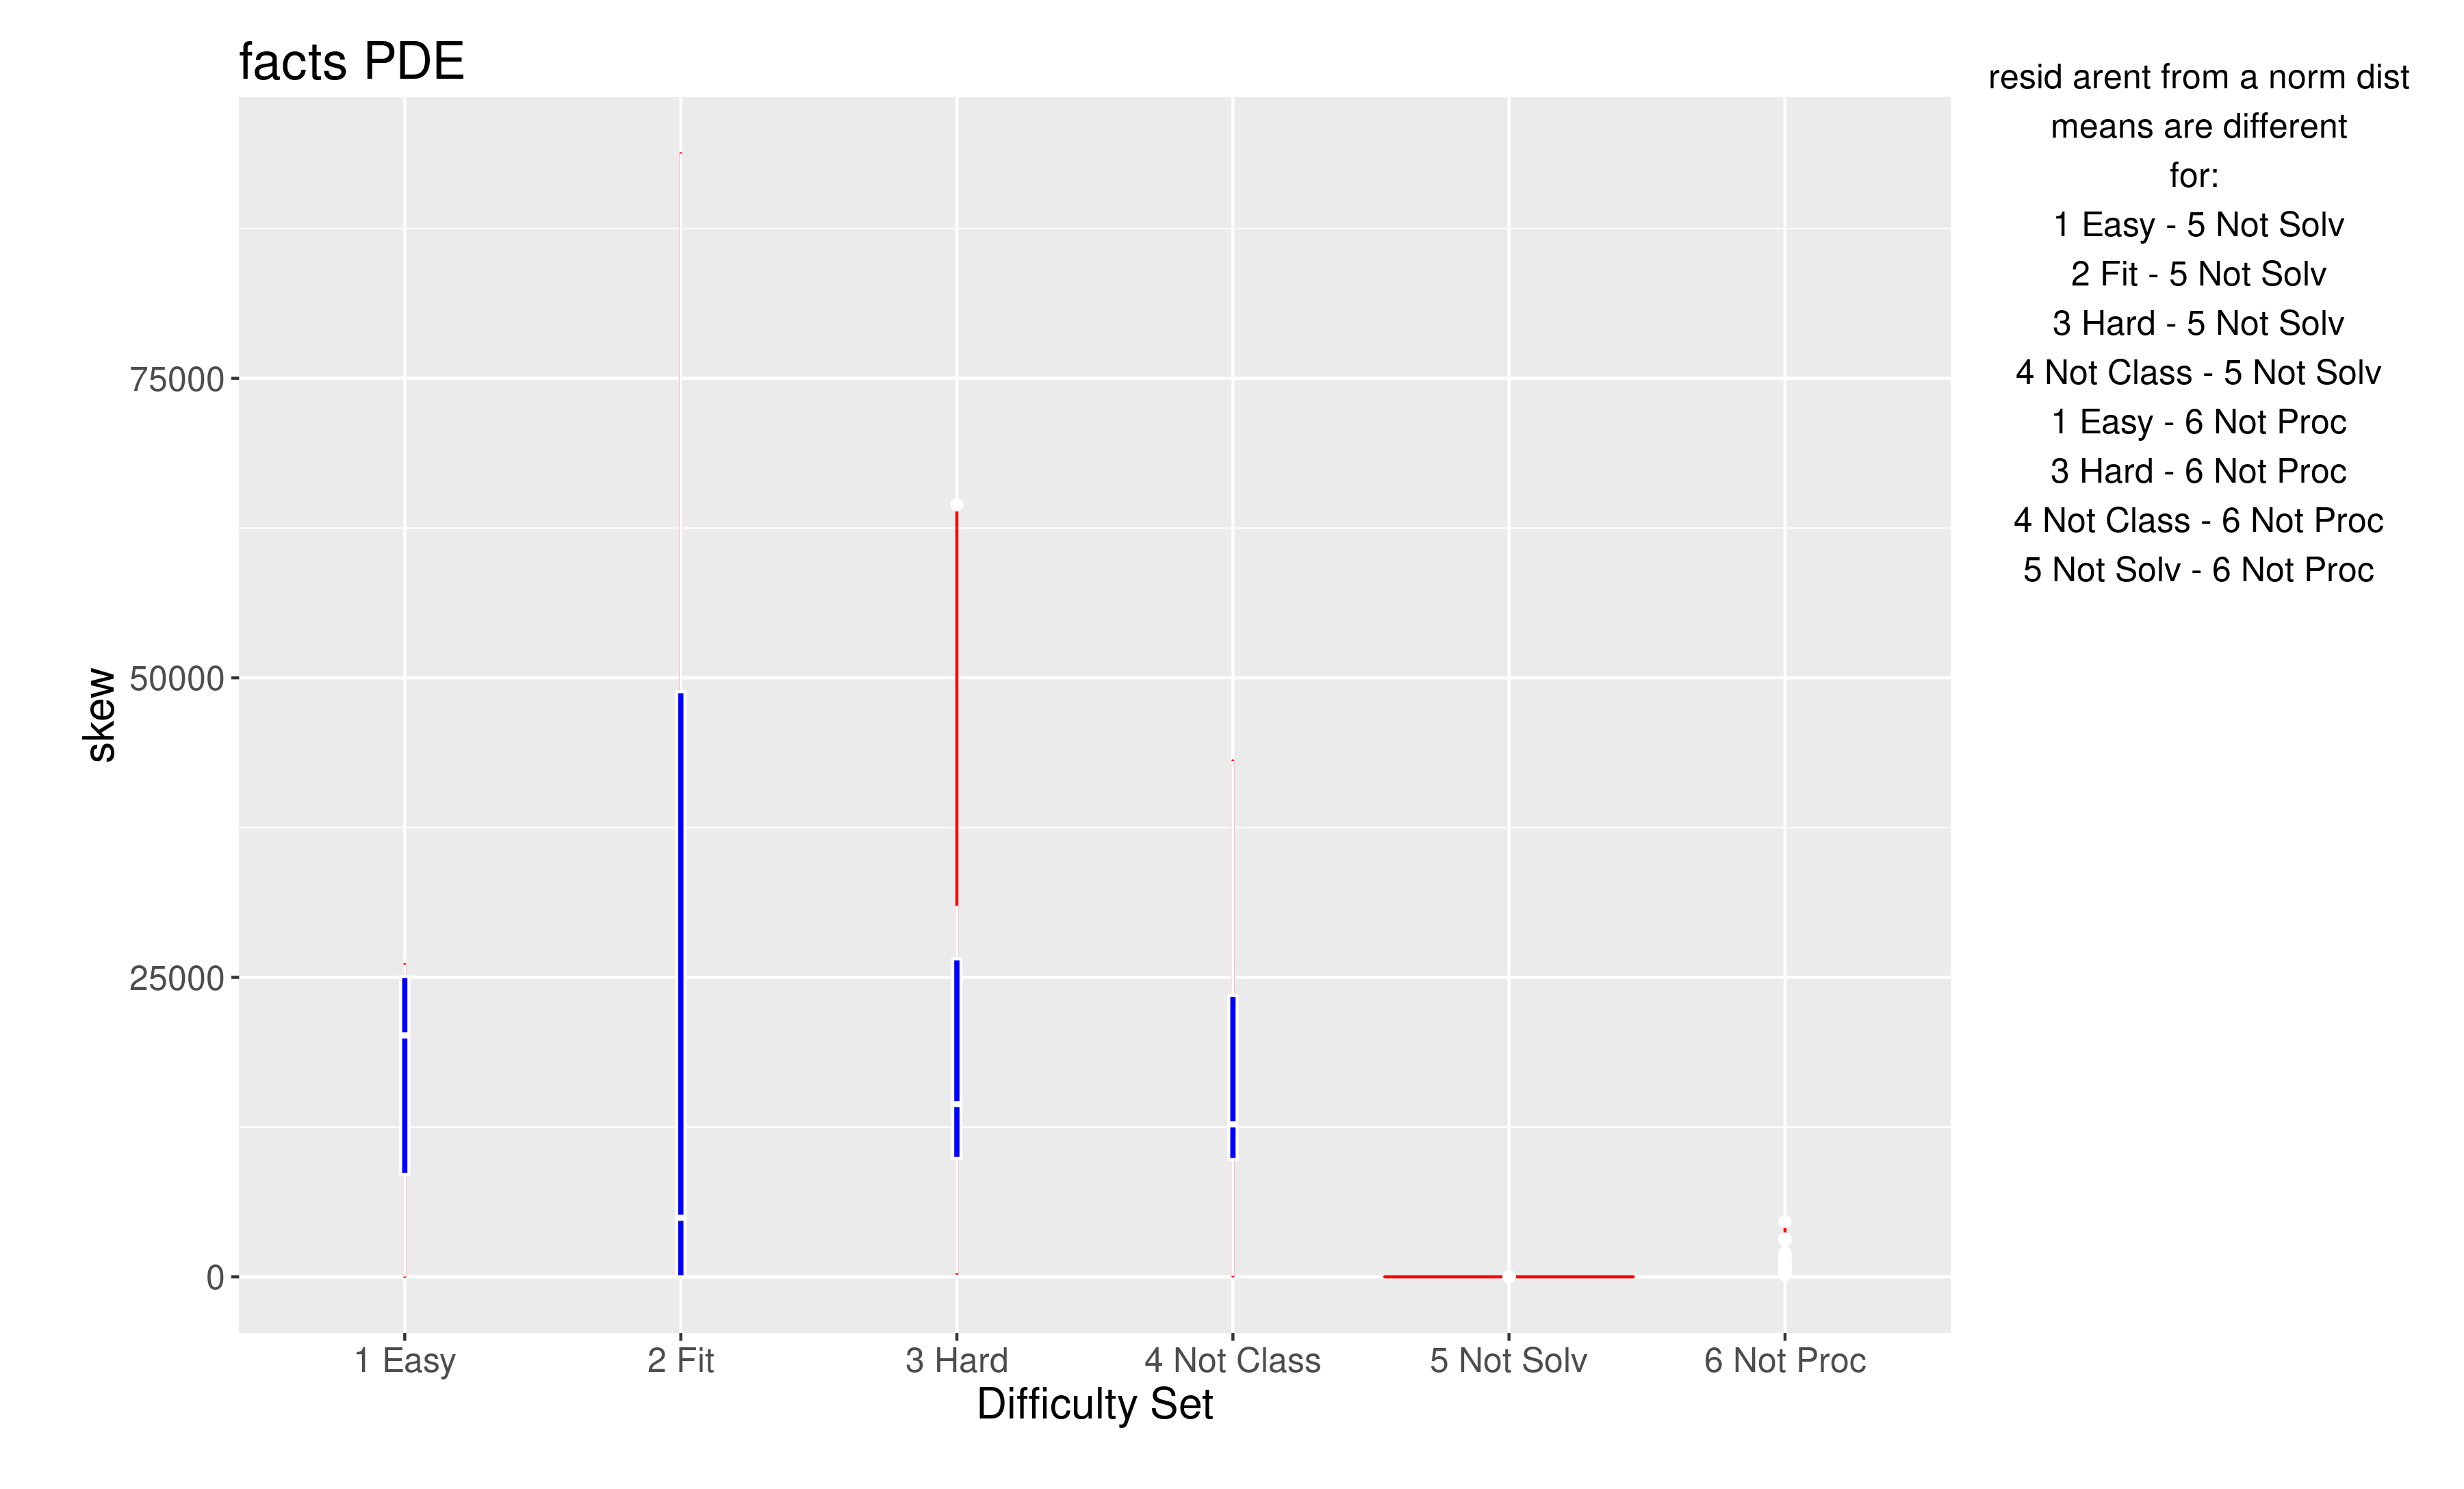 facts PDE
resid arent from a norm dist
means are different
for:
1 Easy - 5 Not Solv
2 Fit - 5 Not Solv
3 Hard - 5 Not Solv
4 Not Class - 5 Not Solv
1 Easy - 6 Not Proc
3 Hard - 6 Not Proc
4 Not Class - 6 Not Proc
5 Not Solv - 6 Not Proc
skew
75000
50000
25000
0
1 Easy
2 Fit
3 Hard
4 Not Class
5 Not Solv
6 Not Proc
Difficulty Set